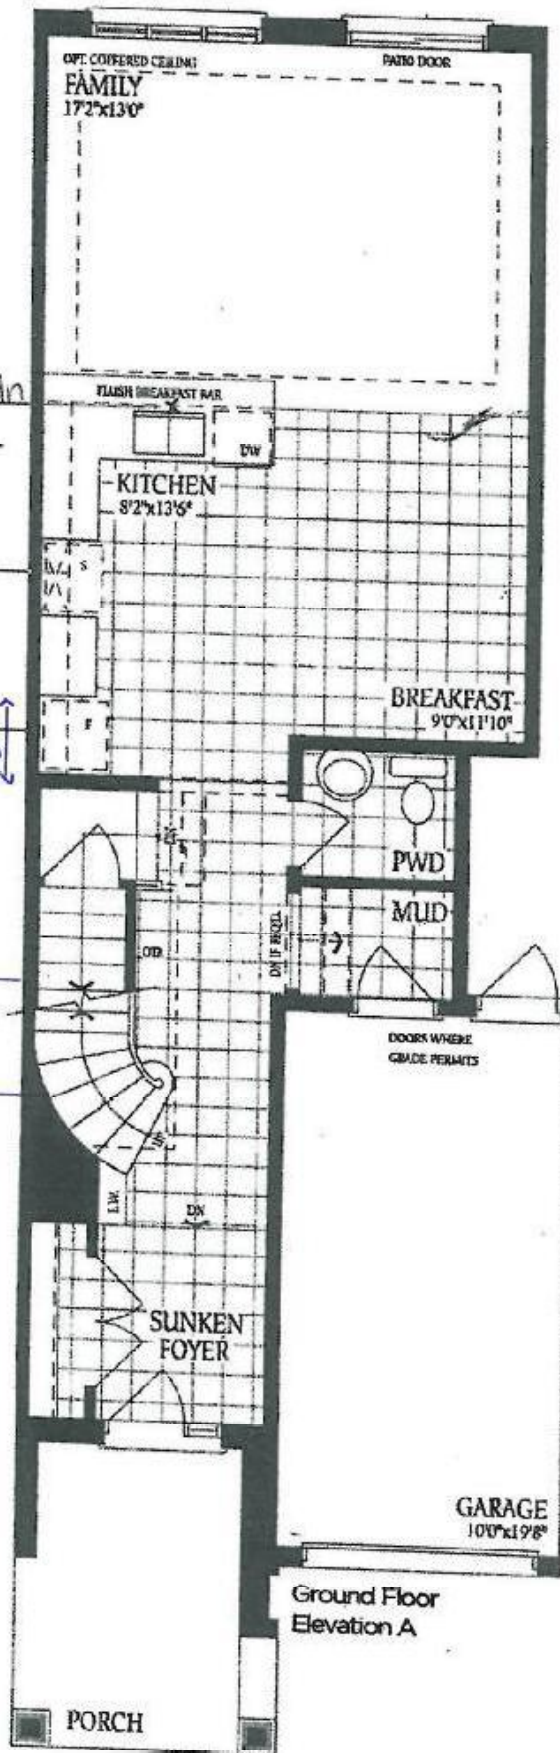 OPT. COFFERED CEILING
PATIO DOOR
FAMILY
17'2"x13'0"
FLUSH BREAKFAST BAR
DW
KITCHEN
8'2"x13'6"
S
BREAKFAST
9'0"x11'10"
F
PWD
MUD
DN IF REQD.
DOORS WHERE
GRADE PERMITS
UP
L.W.
DN
SUNKEN
FOYER
GARAGE
10'0"x19'8"
Ground Floor
Elevation A
PORCH